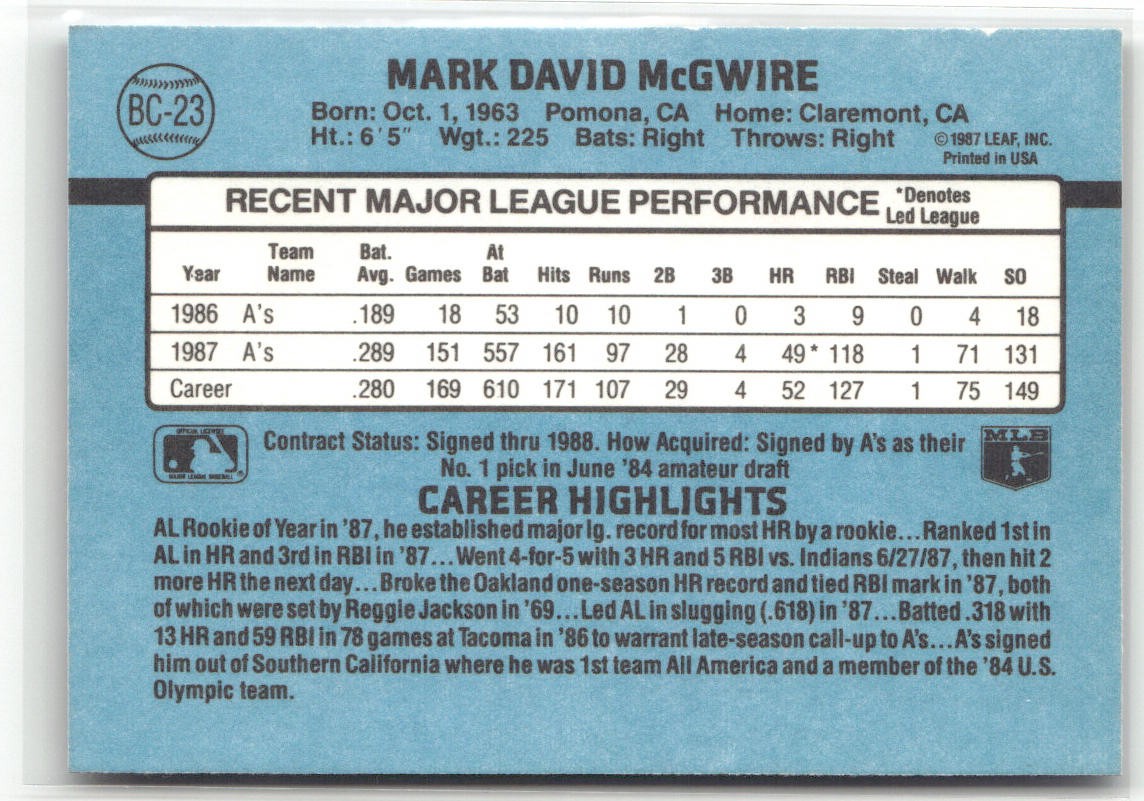 BC-23
MARK DAVID McGWIRE
Born: Oct. 1, 1963 Pomona, CA Home: Claremont, CA
Ht.: 6'5" Wgt.: 225 Bats: Right Throws: Right
©1987 LEAF, INC.
Printed in USA
RECENT MAJOR LEAGUE PERFORMANCE *Denotes Led League
Year Team Name Bat. Avg. Games At Bat Hits Runs 2B 3B HR RBI Steal Walk SO
1986 A's .189 18 53 10 10 1 0 3 9 0 4 18
1987 A's .289 151 557 161 97 28 4 49* 118 1 71 131
Career .280 169 610 171 107 29 4 52 127 1 75 149
OFFICIAL LICENSEE
MAJOR LEAGUE BASEBALL
Contract Status: Signed thru 1988. How Acquired: Signed by A's as their
No. 1 pick in June '84 amateur draft
MLB
CAREER HIGHLIGHTS
AL Rookie of Year in '87, he established major lg. record for most HR by a rookie...Ranked 1st in
AL in HR and 3rd in RBI in '87...Went 4-for-5 with 3 HR and 5 RBI vs. Indians 6/27/87, then hit 2
more HR the next day...Broke the Oakland one-season HR record and tied RBI mark in '87, both
of which were set by Reggie Jackson in '69...Led AL in slugging (.618) in '87...Batted .318 with
13 HR and 59 RBI in 78 games at Tacoma in '86 to warrant late-season call-up to A's...A's signed
him out of Southern California where he was 1st team All America and a member of the '84 U.S.
Olympic team.